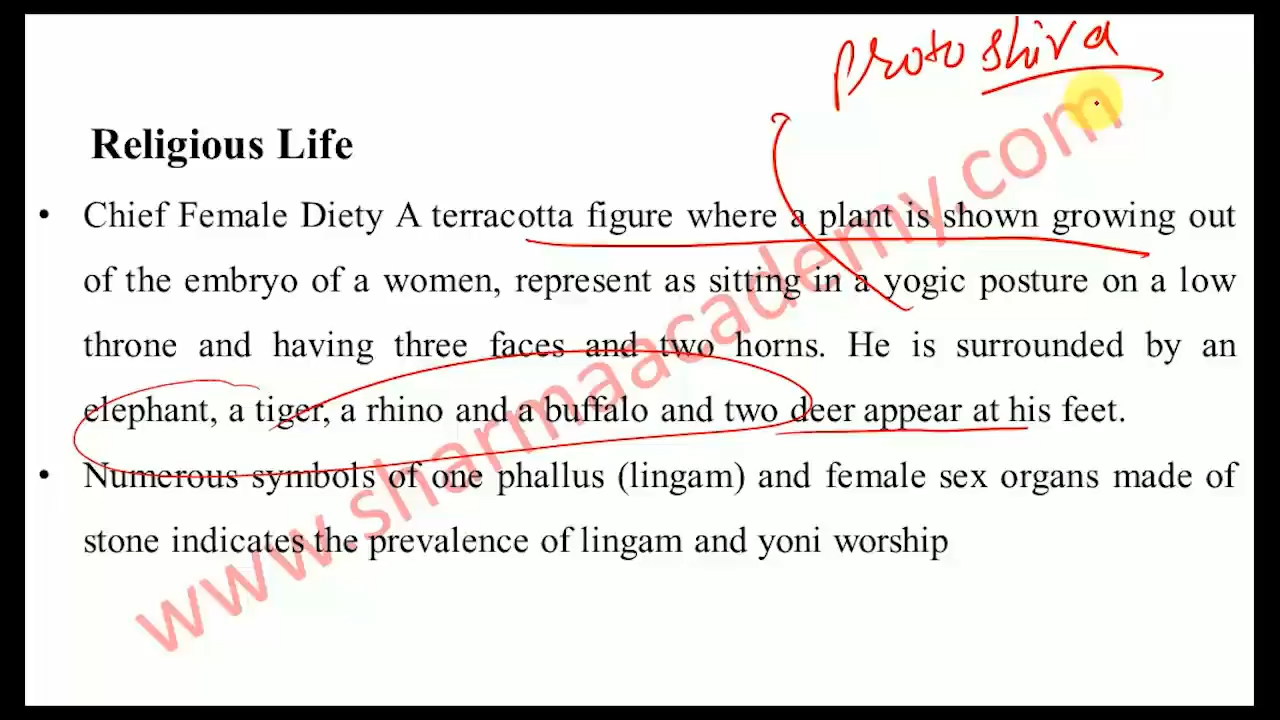 proto shiva
Religious Life
• Chief Female Diety A terracotta figure where a plant is shown growing out
of the embryo of a women, represent as sitting in a yogic posture on a low
throne and having three faces and two horns. He is surrounded by an
elephant, a tiger, a rhino and a buffalo and two deer appear at his feet.
• Numerous symbols of one phallus (lingam) and female sex organs made of
stone indicates the prevalence of lingam and yoni worship
www.sharmaacademy.com